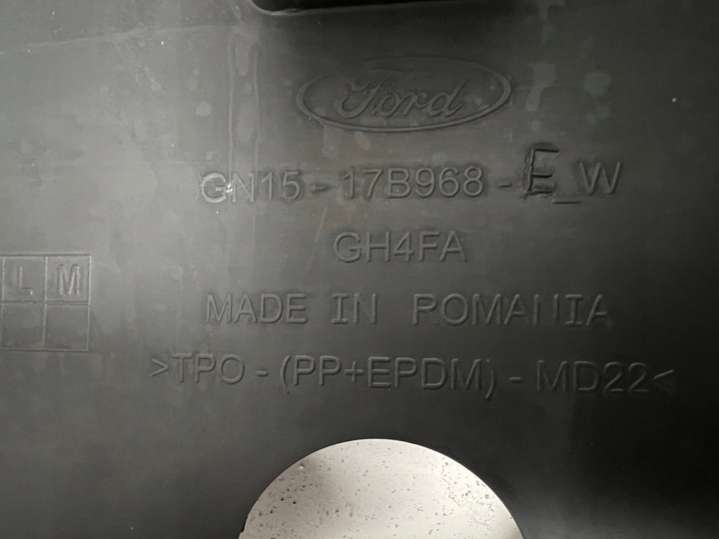 Ford
GN15-17B968-E_W
GH4FA
L M
MADE IN ROMANIA
>TPO-(PP+EPDM)-MD22<